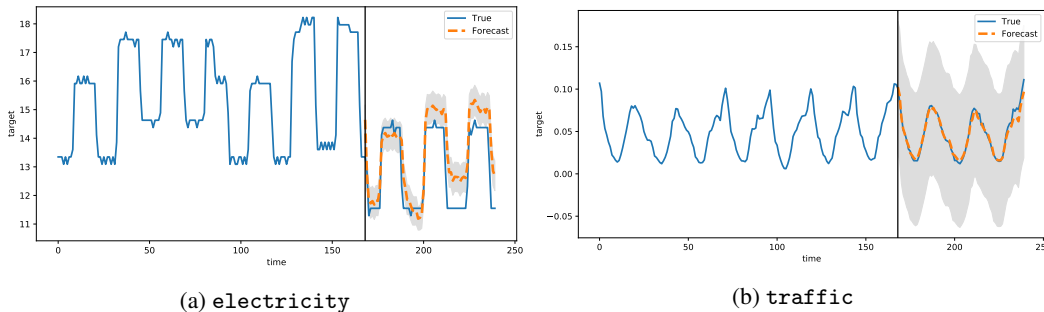 18
17
16
15
14
13
12
11
target
0
50
100
150
200
250
time
True
Forecast
(a) electricity
0.15
0.10
0.05
0.00
−0.05
target
0
50
100
150
200
250
time
True
Forecast
(b) traffic